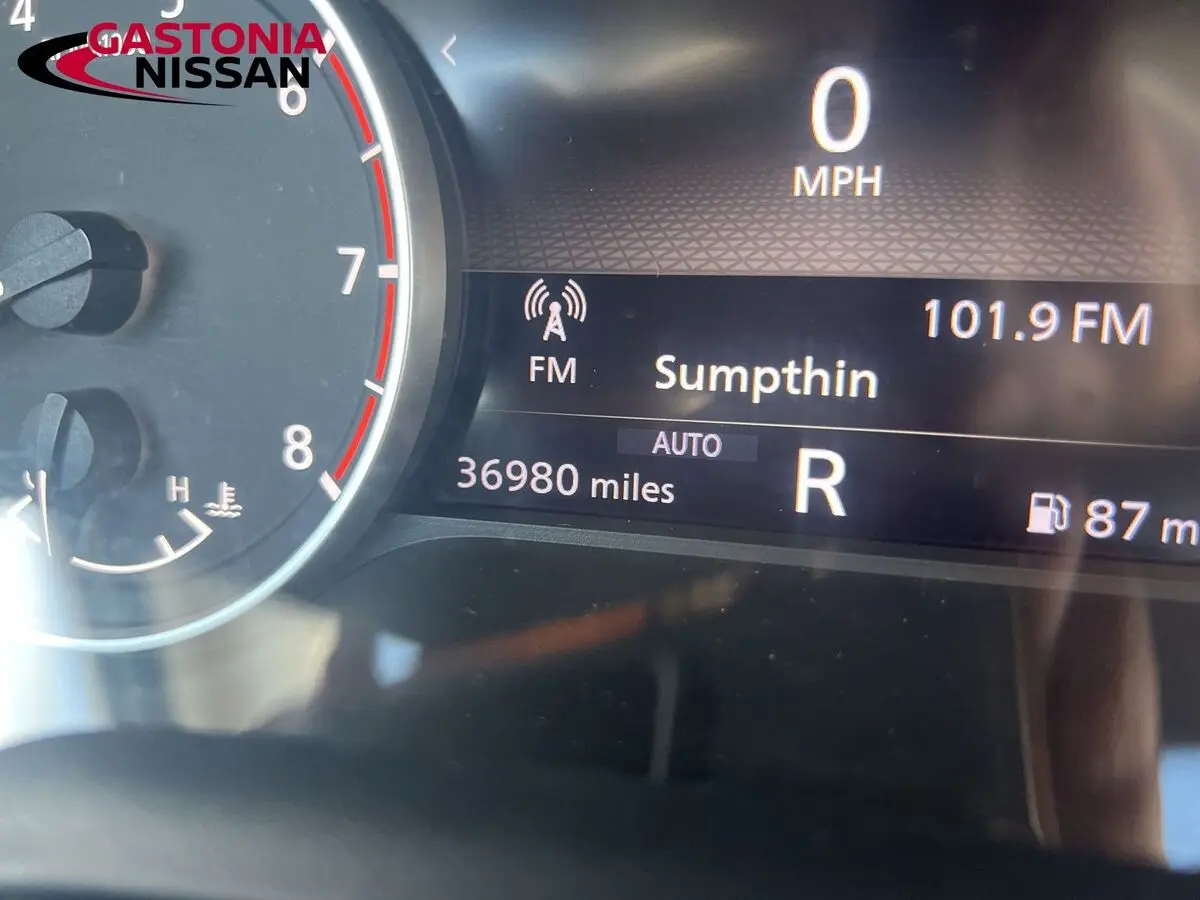 GASTONIA
NISSAN
4
5
6
7
8
H
0
MPH
101.9 FM
FM
Sumpthin
AUTO
36980 miles
R
87 m